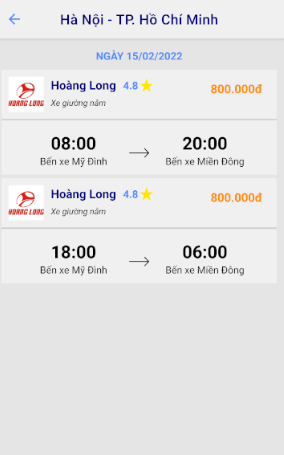 Hà Nội - TP. Hồ Chí Minh
NGÀY 15/02/2022
Hoàng Long 4.8 800.000đ
HOANG LONG Xe giường nằm
08:00 20:00
Bến xe Mỹ Đình Bến xe Miền Đông
Hoàng Long 4.8 800.000đ
HOANG LONG Xe giường nằm
18:00 06:00
Bến xe Mỹ Đình Bến xe Miền Đông